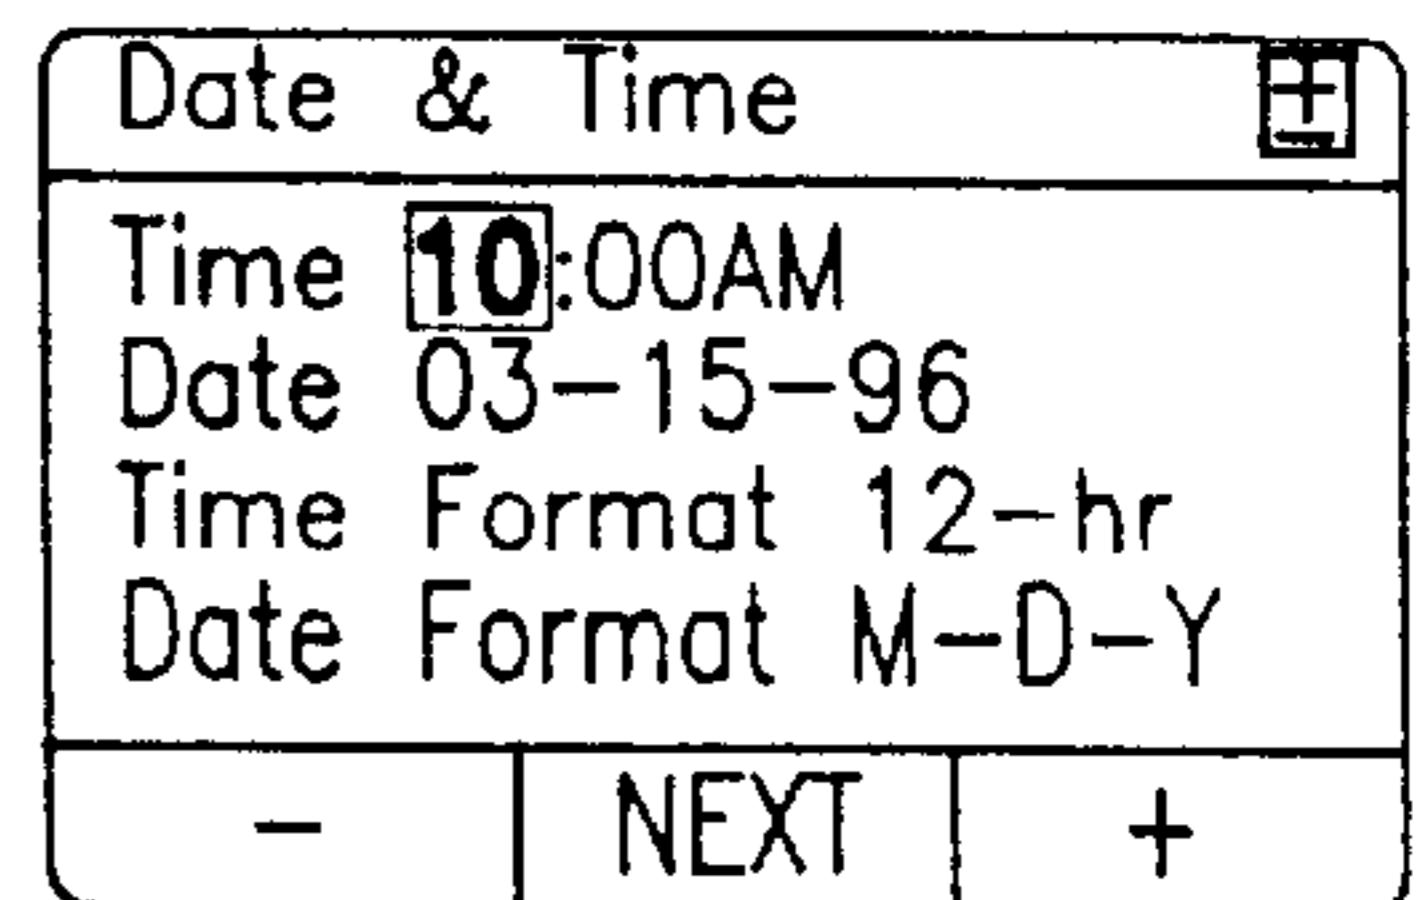 Date & Time ±
Time 10:00AM
Date 03-15-96
Time Format 12-hr
Date Format M-D-Y
- NEXT +